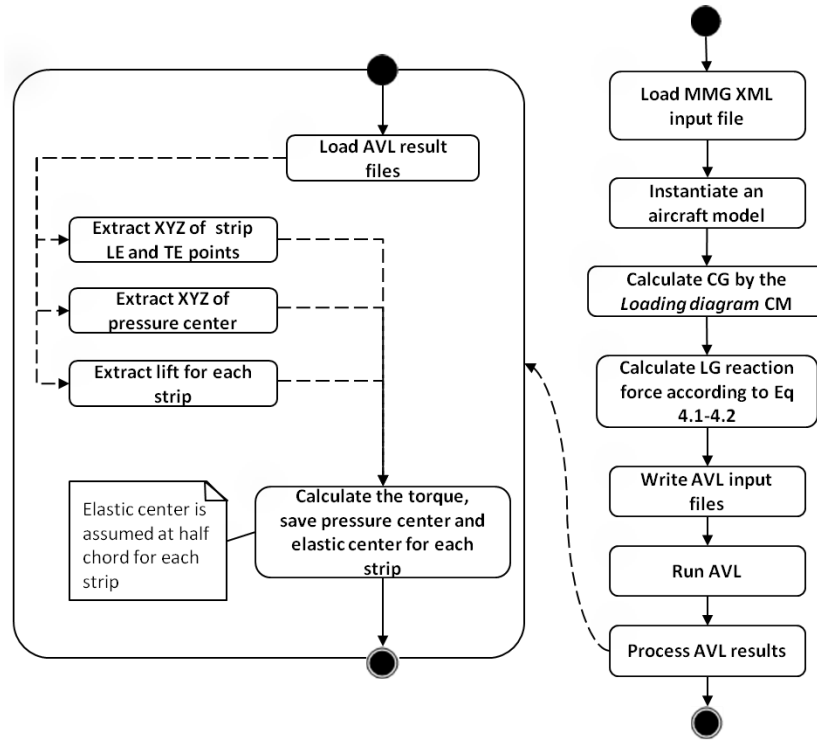 Load AVL result
files
Extract XYZ of strip
LE and TE points
Extract XYZ of
pressure center
Extract lift for each
strip
Elastic center is
assumed at half
chord for each
strip
Calculate the torque,
save pressure center and
elastic center for each
strip
Load MMG XML
input file
Instantiate an
aircraft model
Calculate CG by the
Loading diagram CM
Calculate LG reaction
force according to Eq
4.1-4.2
Write AVL input
files
Run AVL
Process AVL results